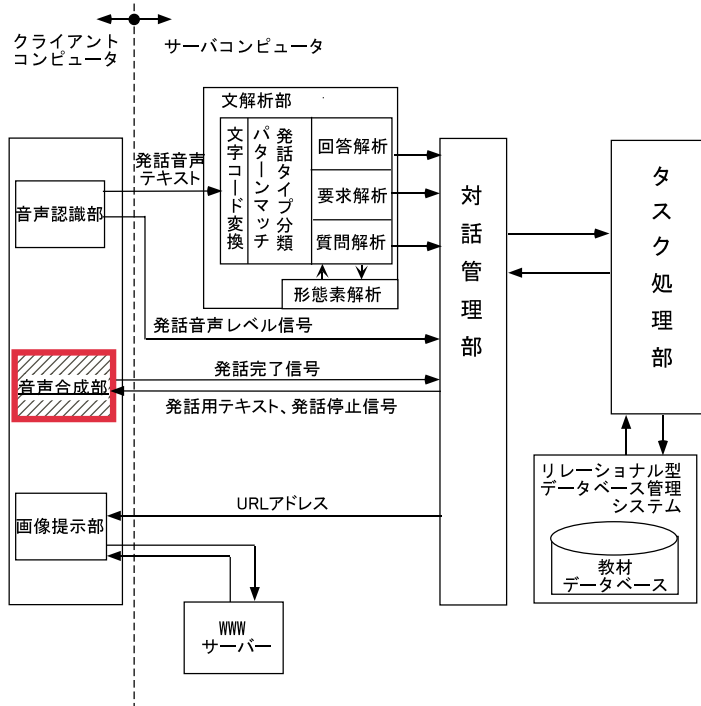 クライアント
コンピュータ
サーバコンピュータ
文解析部
文字コード変換
パターンマッチ
発話タイプ分類
回答解析
要求解析
質問解析
形態素解析
発話音声
テキスト
音声認識部
発話音声レベル信号
音声合成部
発話完了信号
発話用テキスト、発話停止信号
画像提示部
URLアドレス
WWW
サーバー
対話管理部
タスク処理部
リレーショナル型
データベース管理
システム
教材
データベース